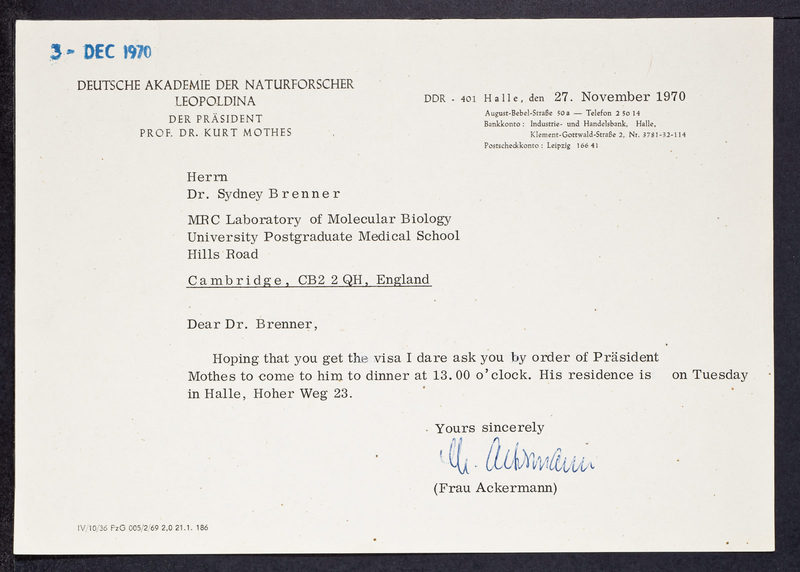 3- DEC 1970
DEUTSCHE AKADEMIE DER NATURFORSCHER
LEOPOLDINA
DER PRÄSIDENT
PROF. DR. KURT MOTHES
DDR - 401 Halle, den 27. November 1970
August-Bebel-Straße 50a — Telefon 2 50 14
Bankkonto: Industrie- und Handelsbank, Halle,
Klement-Gottwald-Straße 2, Nr. 3781-32-114
Postscheckkonto: Leipzig 166 41
Herrn
Dr. Sydney Brenner
MRC Laboratory of Molecular Biology
University Postgraduate Medical School
Hills Road
Cambridge, CB2 2 QH, England
Dear Dr. Brenner,
Hoping that you get the visa I dare ask you by order of Präsident
Mothes to come to him to dinner at 13.00 o'clock. His residence is on Tuesday
in Halle, Hoher Weg 23.
Yours sincerely
Ackermann
(Frau Ackermann)
IV/10/36 PzG 005/2/69 2,0 21.1. 186